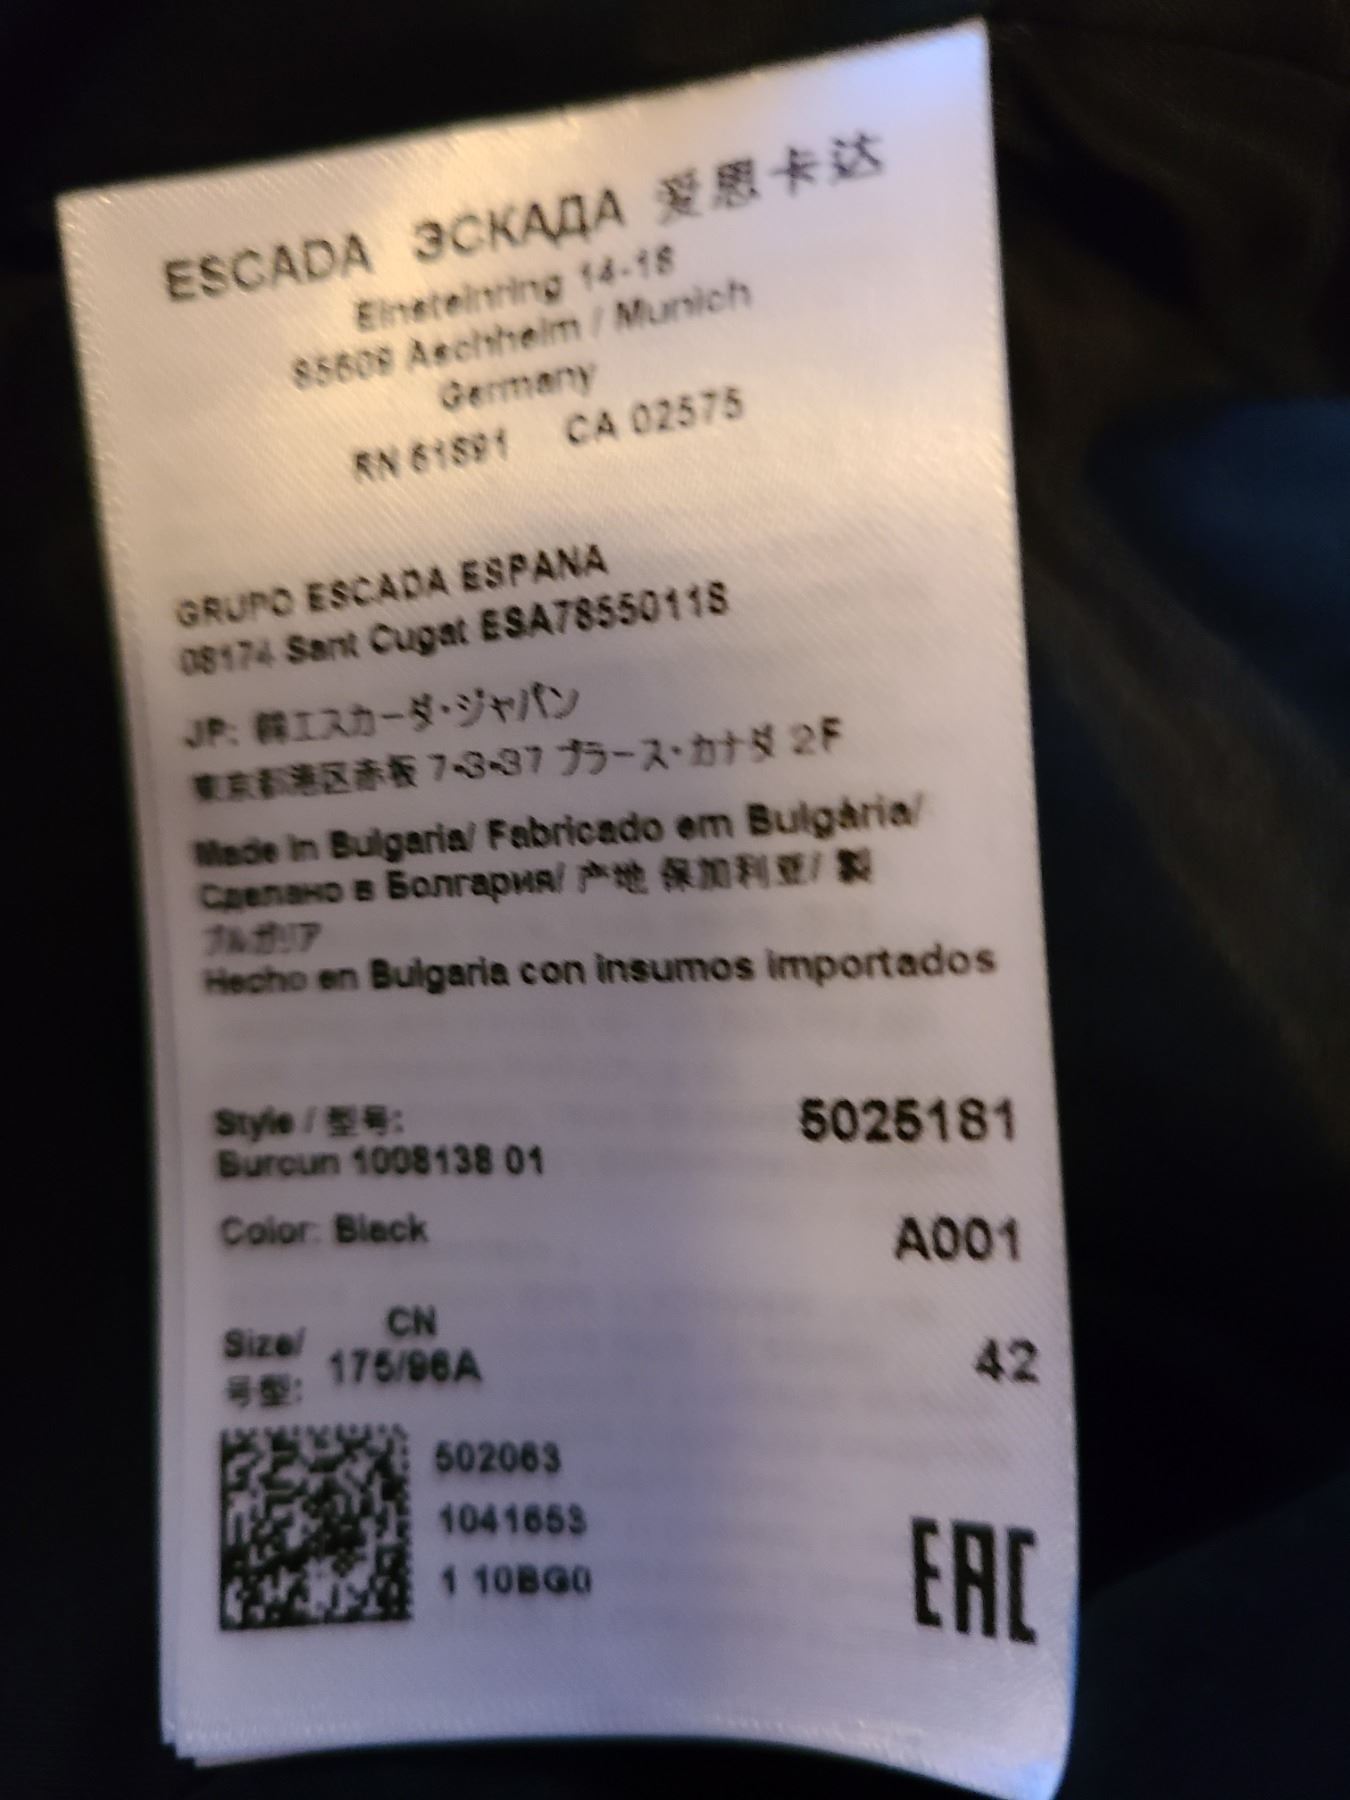 ESCADA ЭСКАДА 爱思卡达
Einsteinring 14-18
85609 Aschheim / Munich
Germany
RN 61891 CA 02575
GRUPO ESCADA ESPANA
08174 Sant Cugat ESA78550118
JP: ㈱エスカーダ・ジャパン
東京都港区赤坂 7-3-37 プラース・カナダ 2F
Made in Bulgaria/ Fabricado em Bulgària/
Сделано в Болгария/ 产地 保加利亚/ 製
ブルガリア
Hecho en Bulgaria con insumos importados
Style / 型号: 5025181
Burcun 1008138 01
Color: Black A001
CN
Size/ 175/96A 42
号型:
502063
1041653
1 10BG0
EAC